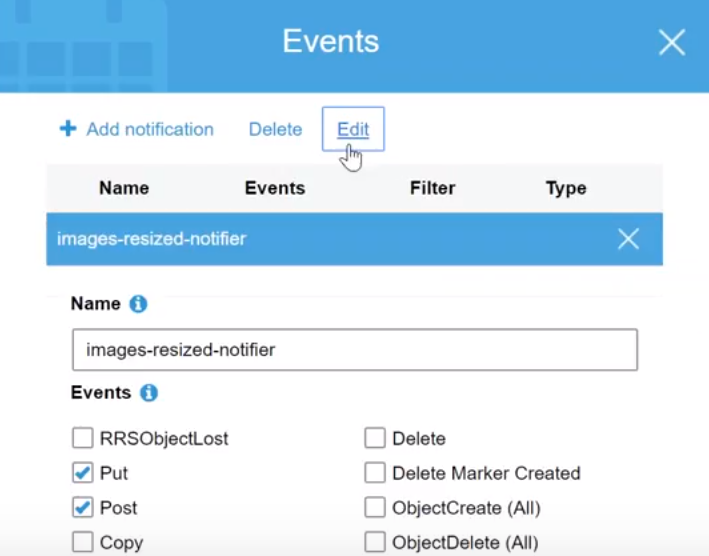 Events
Add notification Delete Edit
Name Events Filter Type
images-resized-notifier
Name
images-resized-notifier
Events
RRSObjectLost Delete
Put Delete Marker Created
Post ObjectCreate (All)
Copy ObjectDelete (All)